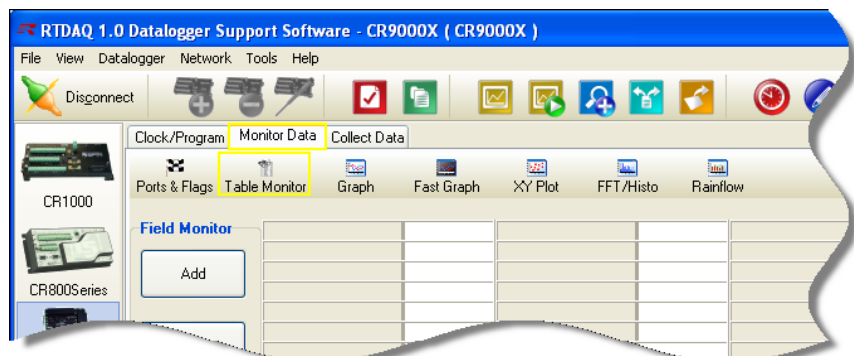 RTDAQ 1.0 Datalogger Support Software - CR9000X ( CR9000X )
File View Datalogger Network Tools Help
Disconnect
Clock/Program Monitor Data Collect Data
Ports & Flags Table Monitor Graph Fast Graph XY Plot FFT/Histo Rainflow
CR1000
Field Monitor
Add
CR800Series